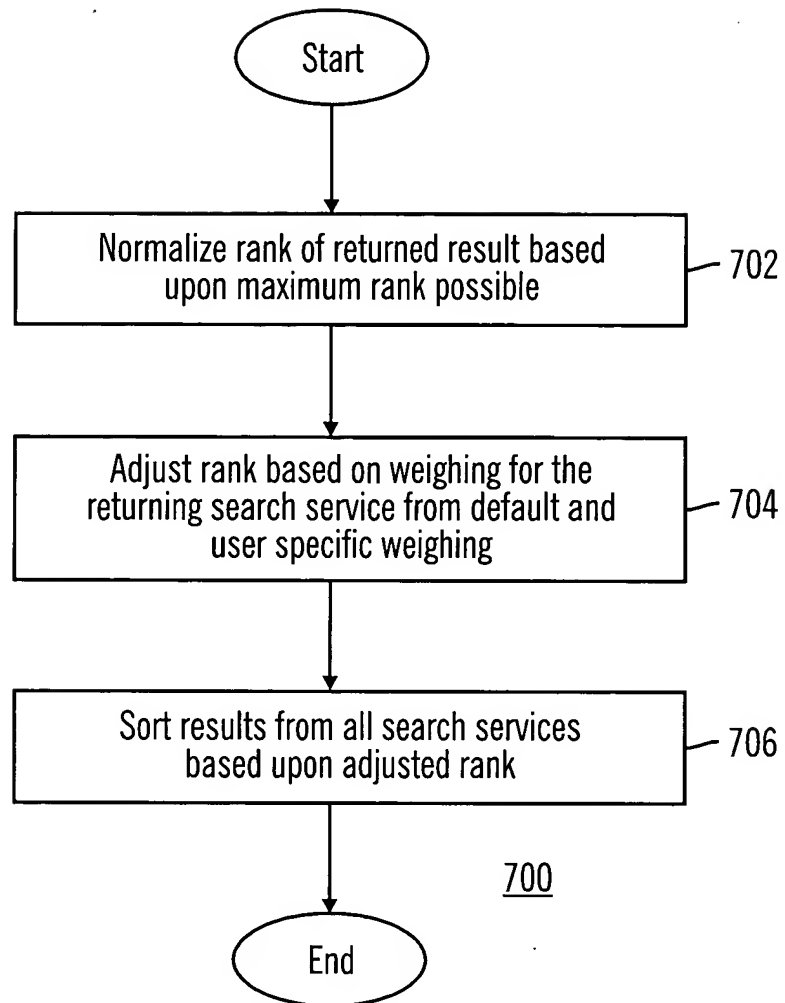 Start
Normalize rank of returned result based
upon maximum rank possible
702
Adjust rank based on weighing for the
returning search service from default and
user specific weighing
704
Sort results from all search services
based upon adjusted rank
706
700
End